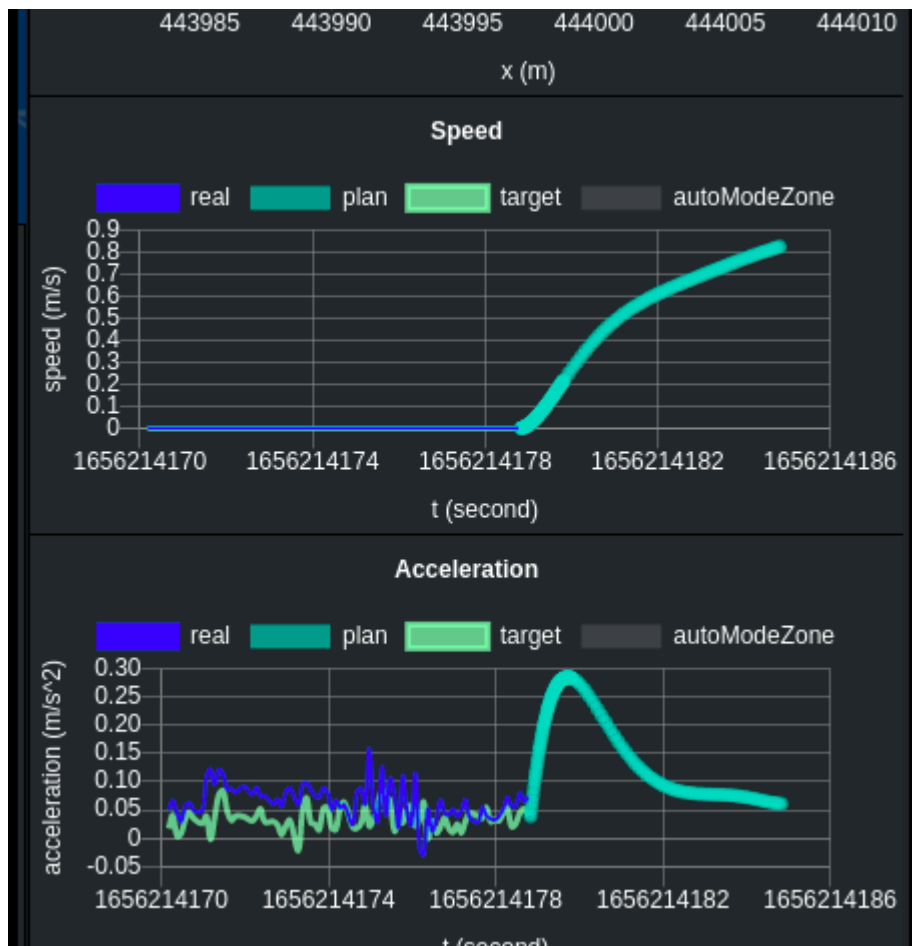 443985 443990 443995 444000 444005 444010
x (m)
Speed
real plan target autoModeZone
0.9
0.8
0.7
0.6
0.5
0.4
0.3
0.2
0.1
0
speed (m/s)
1656214170 1656214174 1656214178 1656214182 1656214186
t (second)
Acceleration
real plan target autoModeZone
0.30
0.25
0.20
0.15
0.10
0.05
0
-0.05
acceleration (m/s^2)
1656214170 1656214174 1656214178 1656214182 1656214186
t (second)